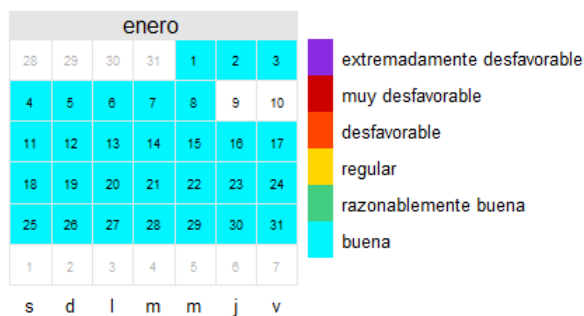 enero
28 29 30 31 1 2 3
4 5 6 7 8 9 10
11 12 13 14 15 16 17
18 19 20 21 22 23 24
25 26 27 28 29 30 31
1 2 3 4 5 6 7
s d l m m j v
extremadamente desfavorable
muy desfavorable
desfavorable
regular
razonablemente buena
buena